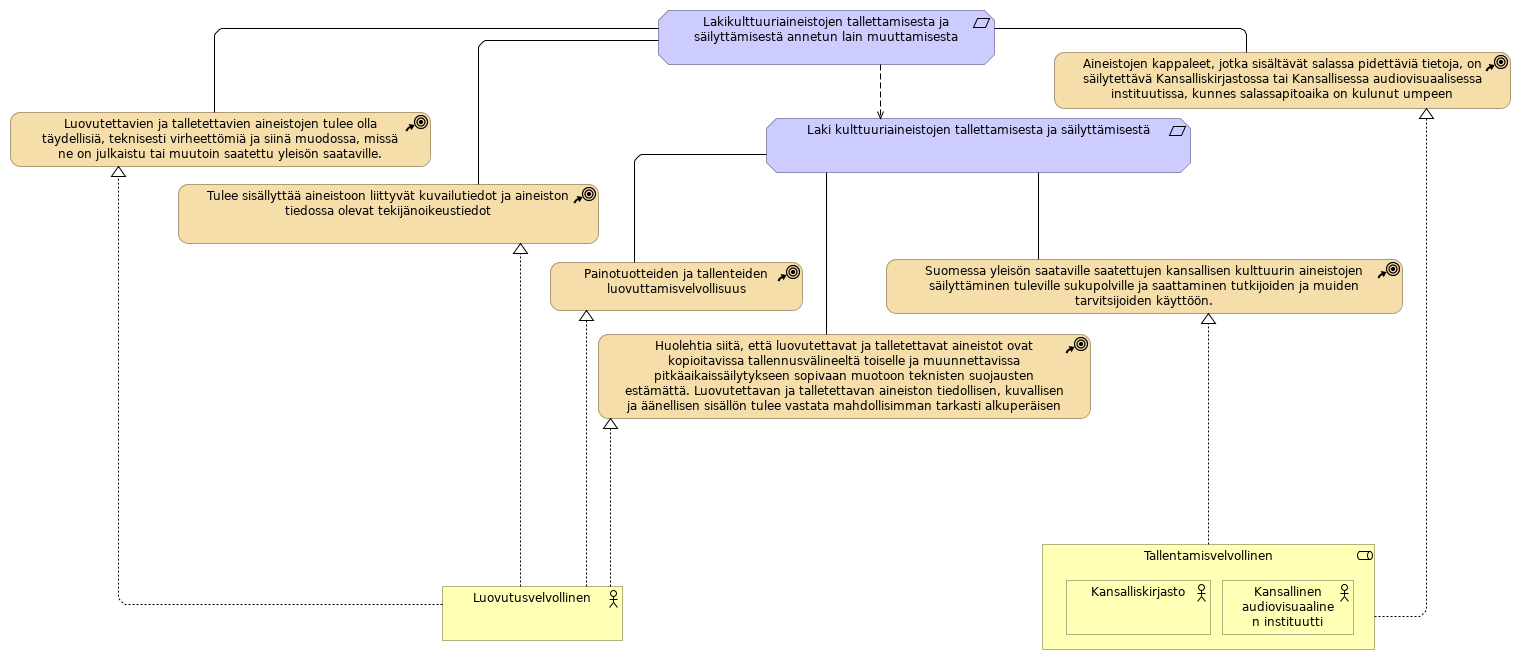 Lakikulttuuriaineistojen tallettamisesta ja
säilyttämisestä annetun lain muuttamisesta
Aineistojen kappaleet, jotka sisältävät salassa pidettäviä tietoja, on
säilytettävä Kansalliskirjastossa tai Kansallisessa audiovisuaalisessa
instituutissa, kunnes salassapitoaika on kulunut umpeen
Luovutettavien ja talletettavien aineistojen tulee olla
täydellisiä, teknisesti virheettömiä ja siinä muodossa, missä
ne on julkaistu tai muutoin saatettu yleisön saataville.
Laki kulttuuriaineistojen tallettamisesta ja säilyttämisestä
Tulee sisällyttää aineistoon liittyvät kuvailutiedot ja aineiston
tiedossa olevat tekijänoikeustiedot
Painotuotteiden ja tallenteiden
luovuttamisvelvollisuus
Suomessa yleisön saataville saatettujen kansallisen kulttuurin aineistojen
säilyttäminen tuleville sukupolville ja saattaminen tutkijoiden ja muiden
tarvitsijoiden käyttöön.
Huolehtia siitä, että luovutettavat ja talletettavat aineistot ovat
kopioitavissa tallennusvälineeltä toiselle ja muunnettavissa
pitkäaikaissäilytykseen sopivaan muotoon teknisten suojausten
estämättä. Luovutettavan ja talletettavan aineiston tiedollisen, kuvallisen
ja äänellisen sisällön tulee vastata mahdollisimman tarkasti alkuperäisen
Luovutusvelvollinen
Tallentamisvelvollinen
Kansalliskirjasto
Kansallinen
audiovisuaaline
n instituutti